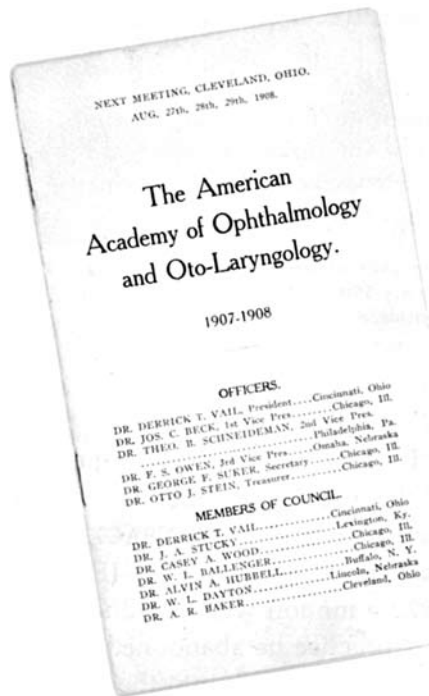 NEXT MEETING, CLEVELAND, OHIO.
AUG. 27th, 28th, 29th, 1908.
The American
Academy of Ophthalmology
and Oto-Laryngology.
1907-1908
OFFICERS.
DR. DERRICK T. VAIL, President....Cincinnati, Ohio
DR. JOS. C. BECK, 1st Vice Pres........Chicago, Ill.
DR. THEO. B. SCHNEIDEMAN, 2nd Vice Pres.
..............................Philadelphia, Pa.
DR. F. S. OWEN, 3rd Vice Pres.....Omaha, Nebraska
DR. GEORGE F. SUKER, Secretary......Chicago, Ill.
DR. OTTO J. STEIN, Treasurer..........Chicago, Ill.
MEMBERS OF COUNCIL.
DR. DERRICK T. VAIL..............Cincinnati, Ohio
DR. J. A. STUCKY..................Lexington, Ky.
DR. CASEY A. WOOD..................Chicago, Ill.
DR. W. L. BALLENGER................Chicago, Ill.
DR. ALVIN A. HUBBELL..............Buffalo, N. Y.
DR. W. L. DAYTON...............Lincoln, Nebraska
DR. A. R. BAKER..................Cleveland, Ohio